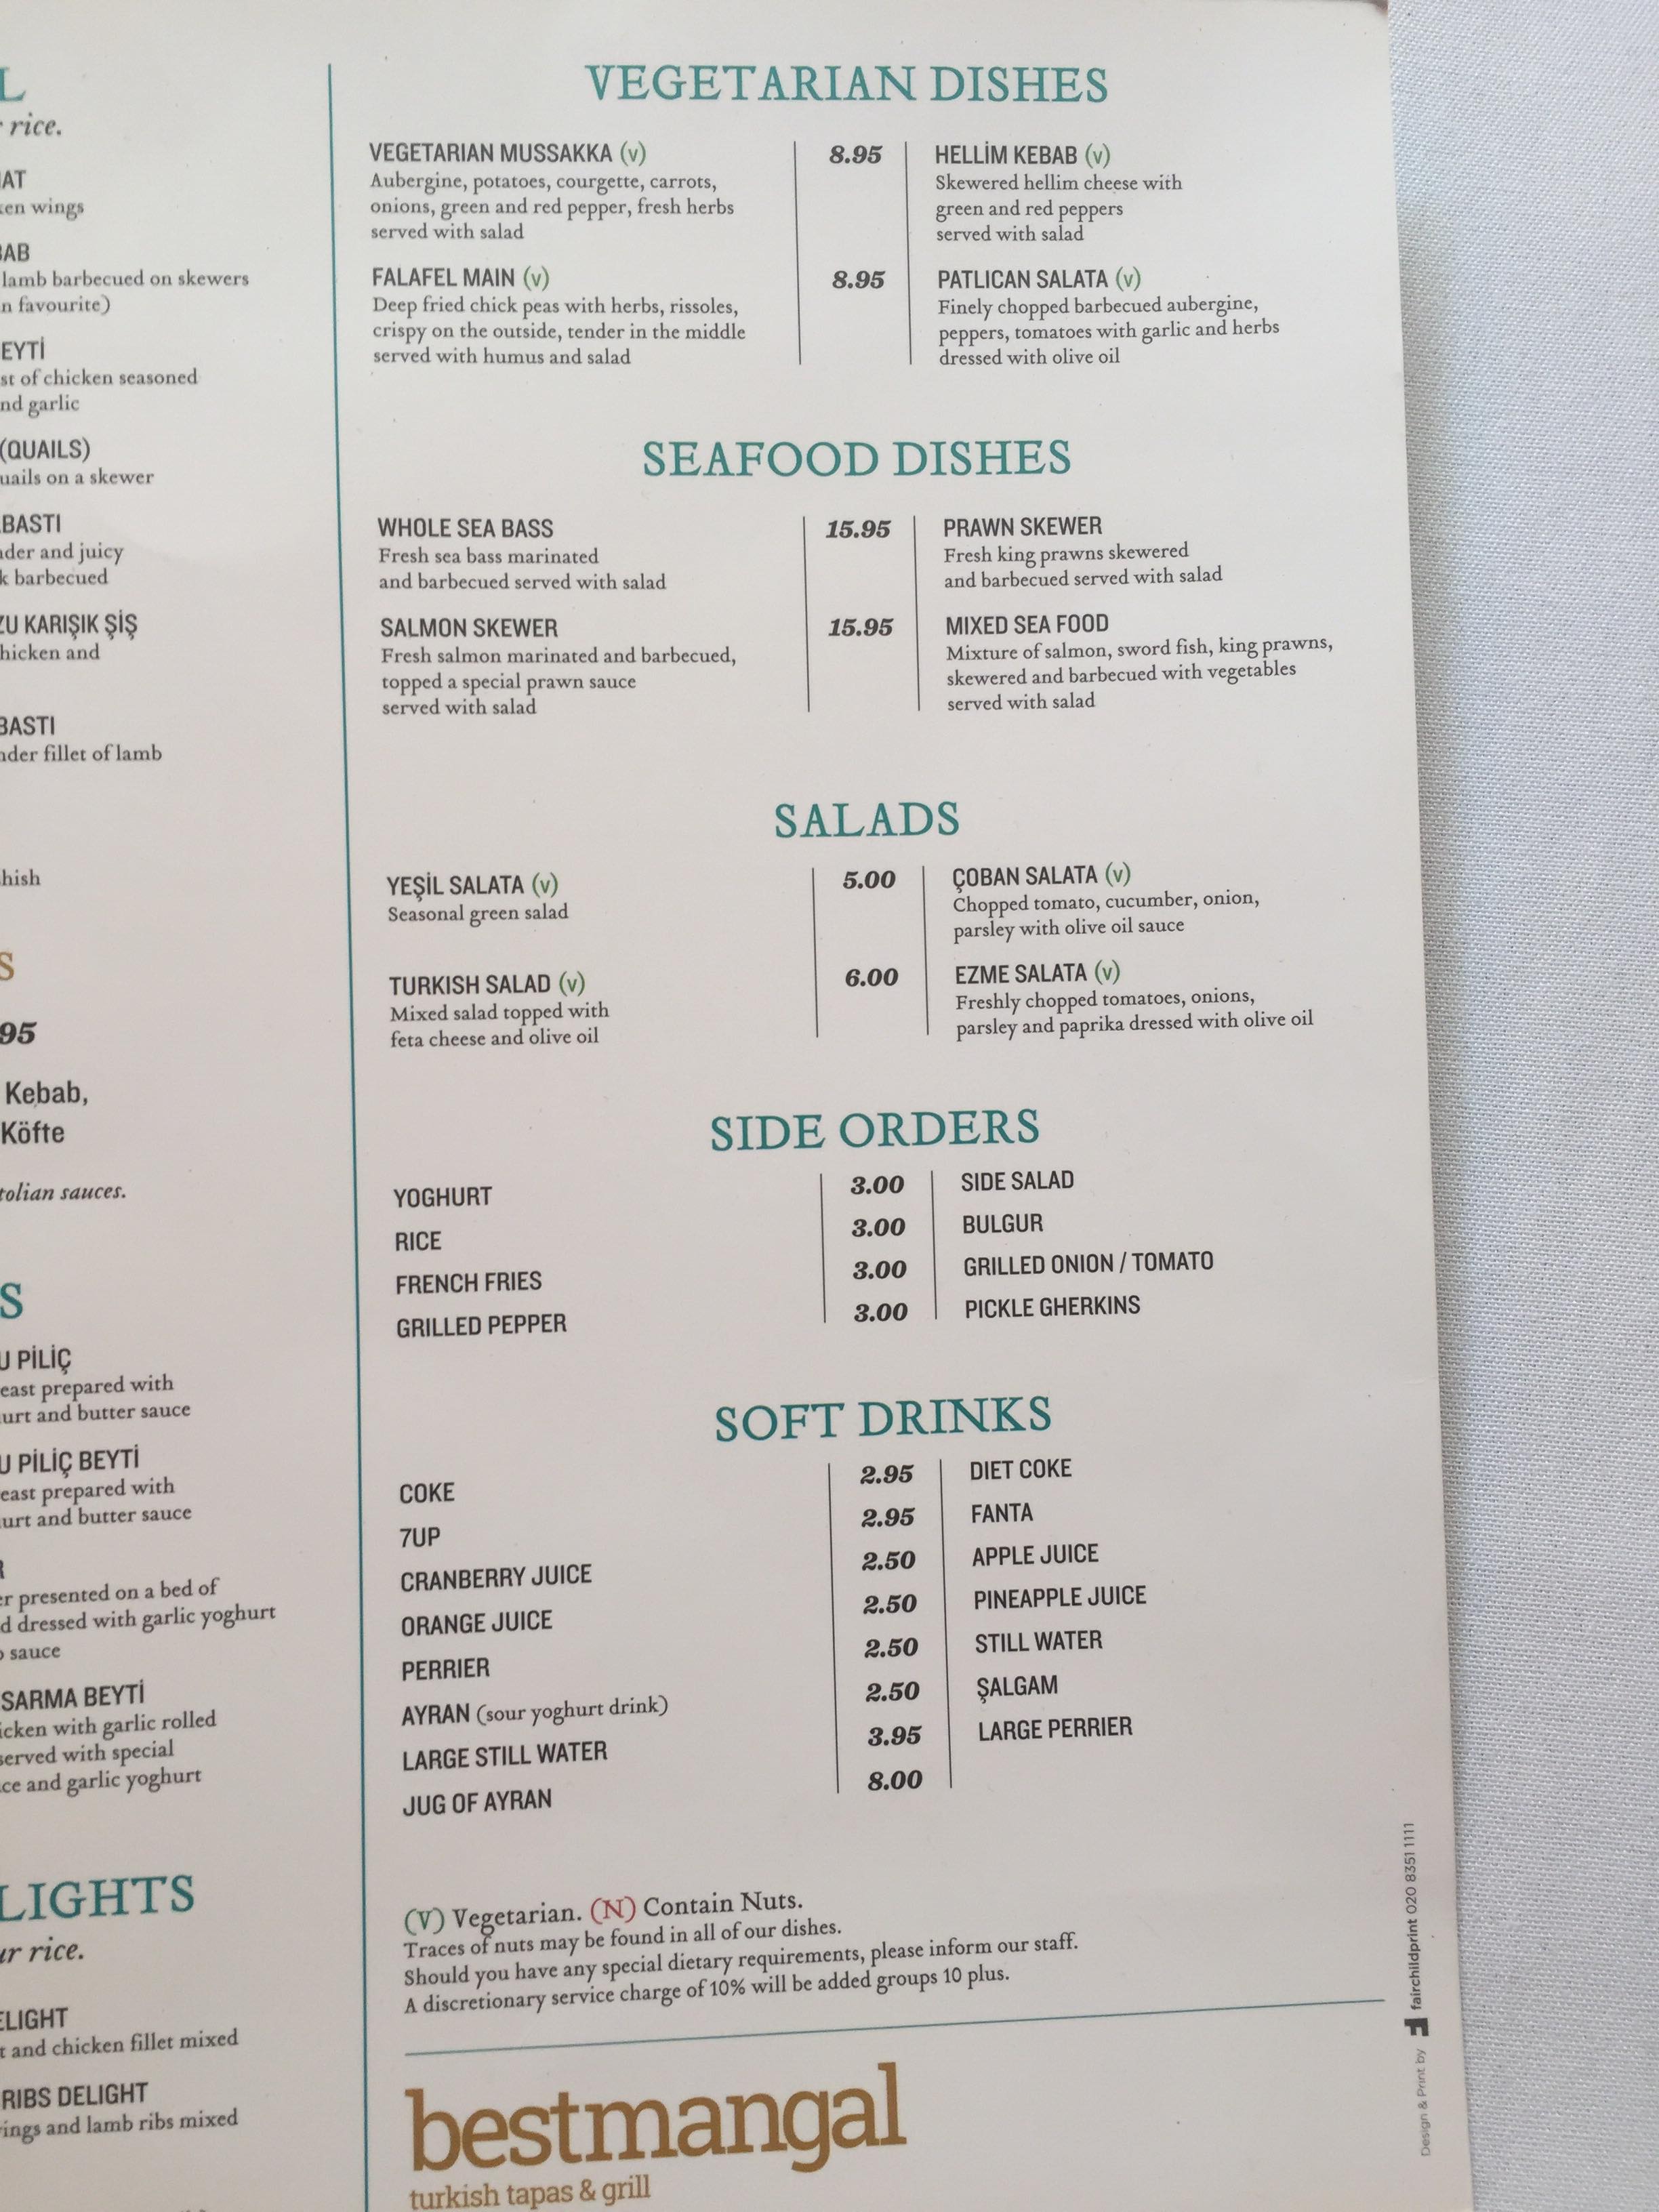 L
rice.
AT
ken wings
BAB
lamb barbecued on skewers
n favourite)
EYTİ
st of chicken seasoned
nd garlic
(QUAILS)
uails on a skewer
BASTI
nder and juicy
k barbecued
ZU KARIŞIK ŞİŞ
hicken and
BASTI
nder fillet of lamb
hish
S
95
Kebab,
Köfte
tolian sauces.
S
U PİLİÇ
east prepared with
urt and butter sauce
U PİLİÇ BEYTİ
east prepared with
urt and butter sauce
R
er presented on a bed of
d dressed with garlic yoghurt
o sauce
SARMA BEYTİ
icken with garlic rolled
served with special
ce and garlic yoghurt
LIGHTS
ur rice.
ELIGHT
t and chicken fillet mixed
RIBS DELIGHT
ings and lamb ribs mixed
VEGETARIAN DISHES
VEGETARIAN MUSSAKKA (v) 8.95
Aubergine, potatoes, courgette, carrots,
onions, green and red pepper, fresh herbs
served with salad
FALAFEL MAIN (v) 8.95
Deep fried chick peas with herbs, rissoles,
crispy on the outside, tender in the middle
served with humus and salad
HELLİM KEBAB (v)
Skewered hellim cheese with
green and red peppers
served with salad
PATLICAN SALATA (v)
Finely chopped barbecued aubergine,
peppers, tomatoes with garlic and herbs
dressed with olive oil
SEAFOOD DISHES
WHOLE SEA BASS 15.95
Fresh sea bass marinated
and barbecued served with salad
SALMON SKEWER 15.95
Fresh salmon marinated and barbecued,
topped a special prawn sauce
served with salad
PRAWN SKEWER
Fresh king prawns skewered
and barbecued served with salad
MIXED SEA FOOD
Mixture of salmon, sword fish, king prawns,
skewered and barbecued with vegetables
served with salad
SALADS
YEŞİL SALATA (v) 5.00
Seasonal green salad
TURKISH SALAD (v) 6.00
Mixed salad topped with
feta cheese and olive oil
ÇOBAN SALATA (v)
Chopped tomato, cucumber, onion,
parsley with olive oil sauce
EZME SALATA (v)
Freshly chopped tomatoes, onions,
parsley and paprika dressed with olive oil
SIDE ORDERS
YOGHURT 3.00 SIDE SALAD
RICE 3.00 BULGUR
FRENCH FRIES 3.00 GRILLED ONION / TOMATO
GRILLED PEPPER 3.00 PICKLE GHERKINS
SOFT DRINKS
COKE 2.95 DIET COKE
7UP 2.95 FANTA
CRANBERRY JUICE 2.50 APPLE JUICE
ORANGE JUICE 2.50 PINEAPPLE JUICE
PERRIER 2.50 STILL WATER
AYRAN (sour yoghurt drink) 2.50 ŞALGAM
LARGE STILL WATER 3.95 LARGE PERRIER
JUG OF AYRAN 8.00
(V) Vegetarian. (N) Contain Nuts.
Traces of nuts may be found in all of our dishes.
Should you have any special dietary requirements, please inform our staff.
A discretionary service charge of 10% will be added groups 10 plus.
bestmangal
turkish tapas & grill
Design & Print by fairchildprint 020 8351 1111